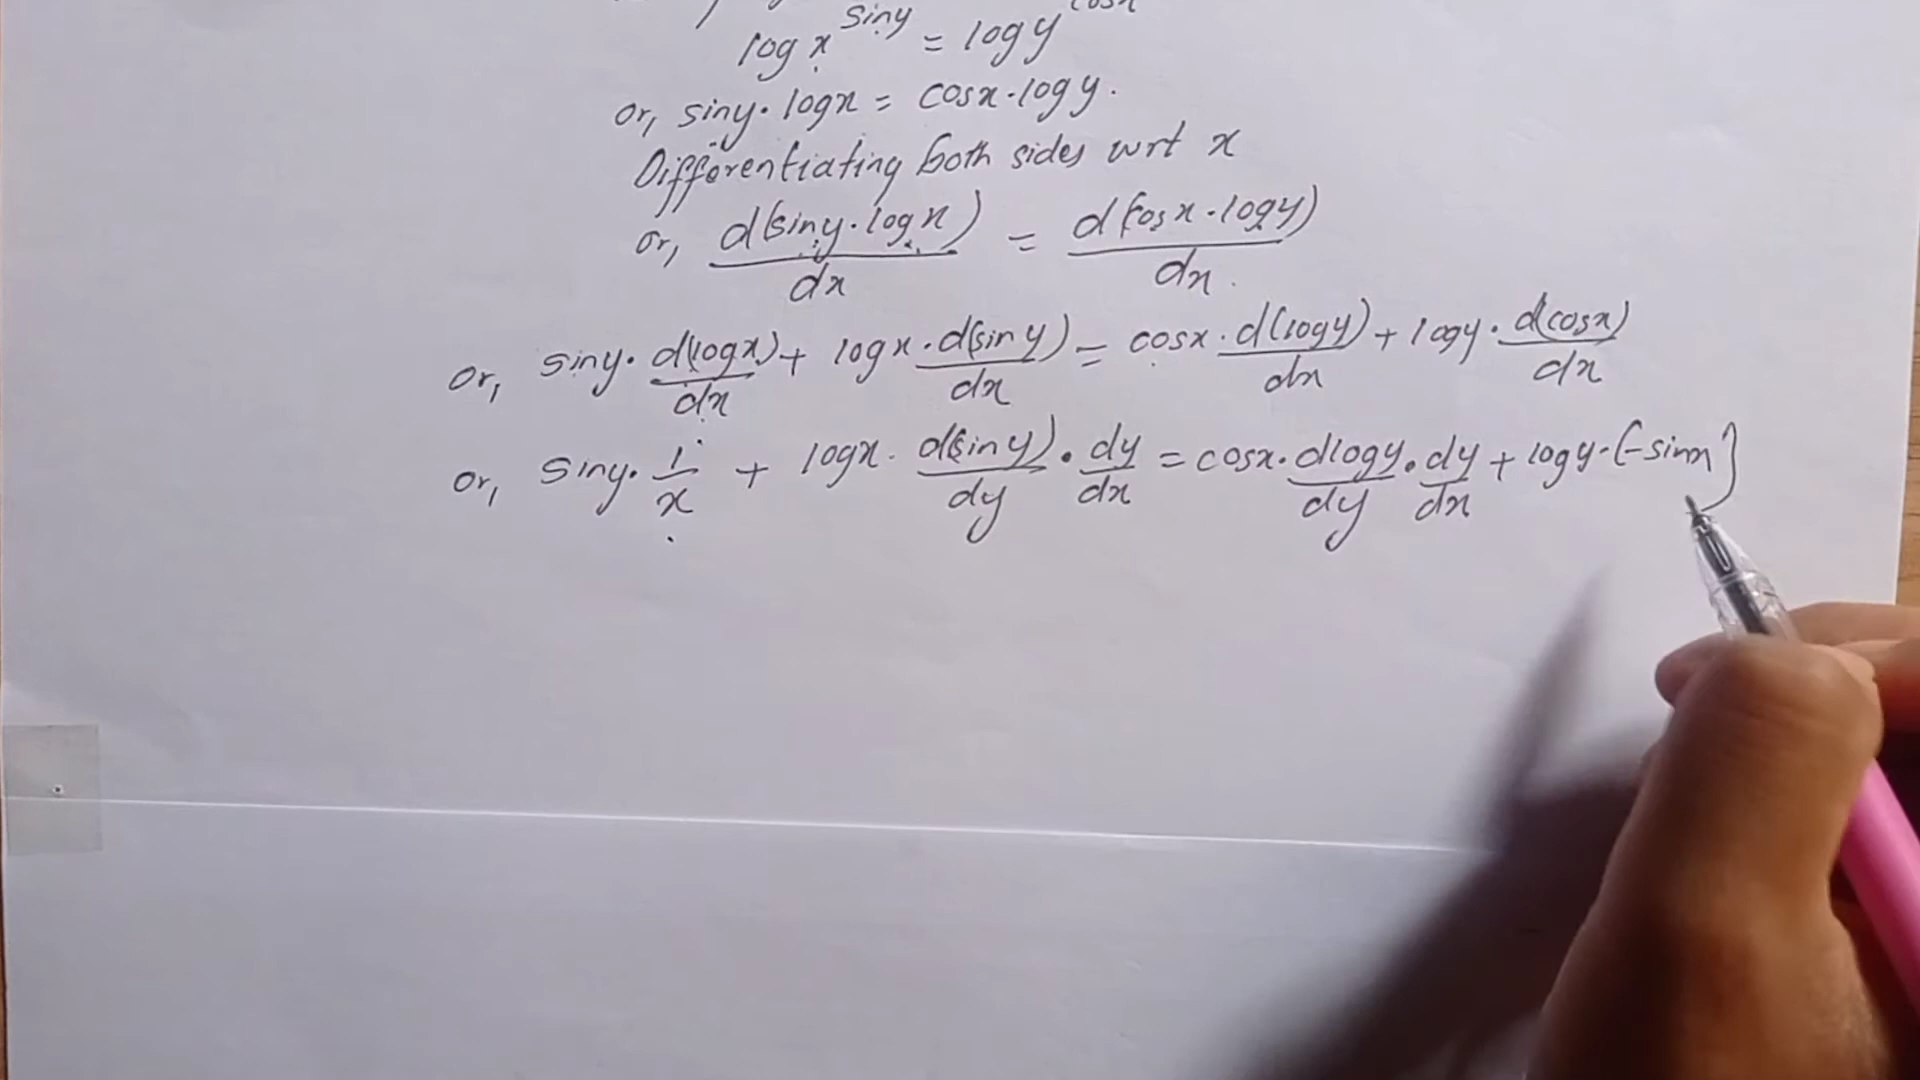 log x^siny = log y^cosx
or, siny. logx = cosx.logy.
Differentiating both sides wrt x
or, d(siny.logx)/dx = d(cosx.logy)/dx.
or, siny. d(logx)/dx + logx. d(siny)/dx = cosx. d(logy)/dx + logy. d(cosx)/dx
or, siny. 1/x + logx. d(siny)/dy . dy/dx = cosx. dlogy/dy . dy/dx + logy.(-sinx)